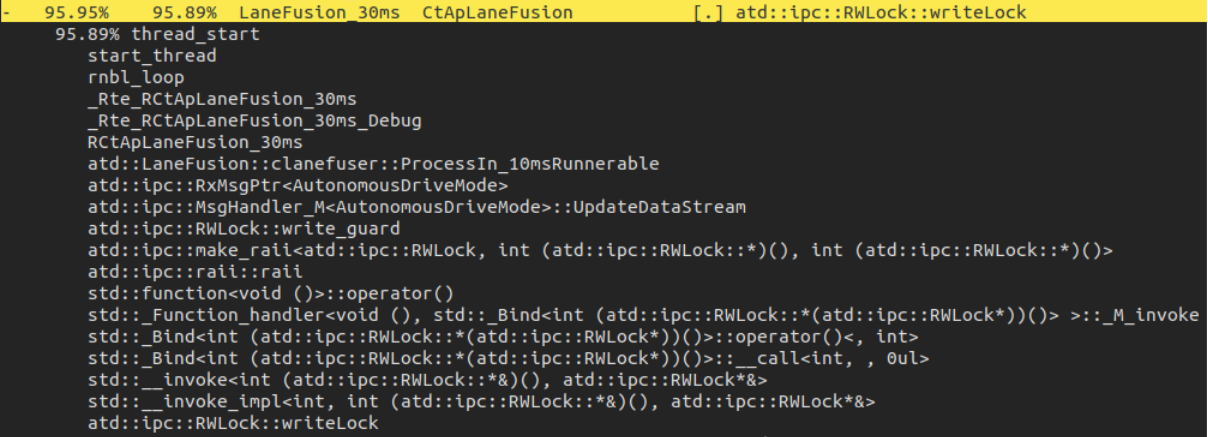 -    95.95%    95.89%  LaneFusion_30ms  CtApLaneFusion            [.] atd::ipc::RWLock::writeLock
95.89% thread_start
start_thread
rnbl_loop
_Rte_RCtApLaneFusion_30ms
_Rte_RCtApLaneFusion_30ms_Debug
RCtApLaneFusion_30ms
atd::LaneFusion::clanefuser::ProcessIn_10msRunnerable
atd::ipc::RxMsgPtr<AutonomousDriveMode>
atd::ipc::MsgHandler_M<AutonomousDriveMode>::UpdateDataStream
atd::ipc::RWLock::write_guard
atd::ipc::make_raii<atd::ipc::RWLock, int (atd::ipc::RWLock::*)(), int (atd::ipc::RWLock::*)()>
atd::ipc::raii::raii
std::function<void ()>::operator()
std::_Function_handler<void (), std::_Bind<int (atd::ipc::RWLock::*(atd::ipc::RWLock*))()> >::_M_invoke
std::_Bind<int (atd::ipc::RWLock::*(atd::ipc::RWLock*))()>::operator()<, int>
std::_Bind<int (atd::ipc::RWLock::*(atd::ipc::RWLock*))()>::__call<int, , 0ul>
std::__invoke<int (atd::ipc::RWLock::*&)(), atd::ipc::RWLock*&>
std::__invoke_impl<int, int (atd::ipc::RWLock::*&)(), atd::ipc::RWLock*&>
atd::ipc::RWLock::writeLock